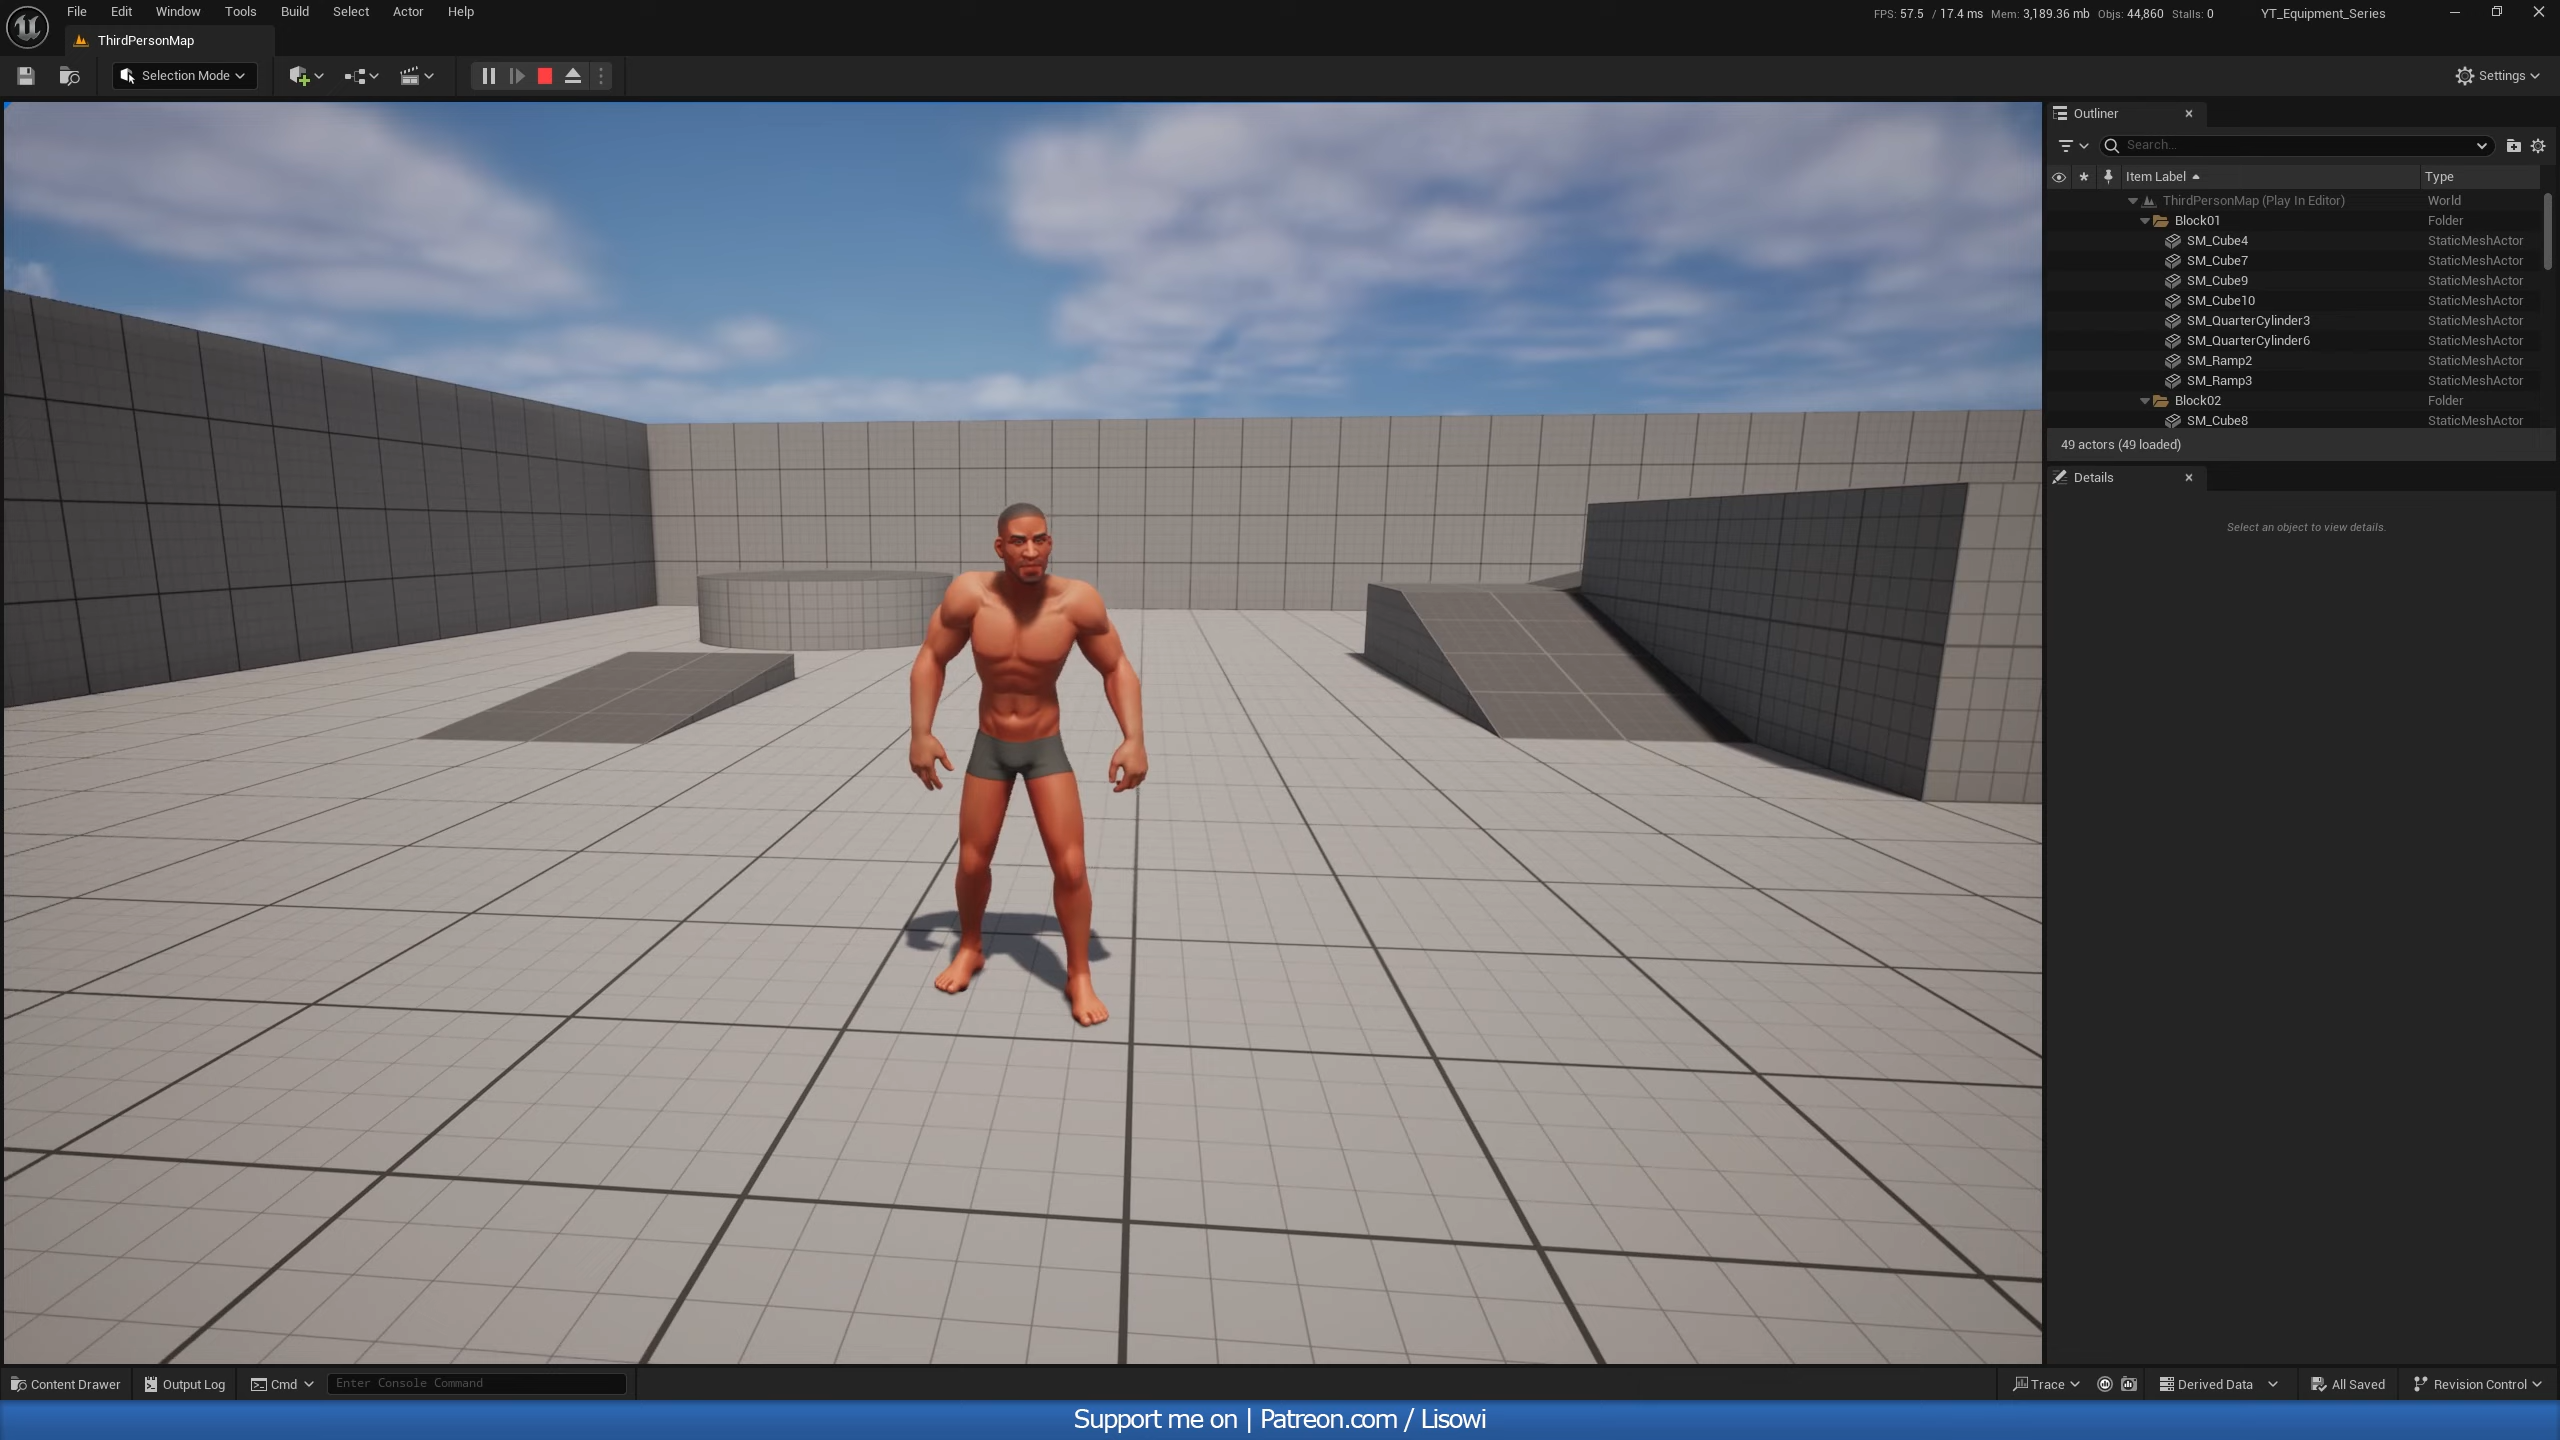 File Edit Window Tools Build Select Actor Help
FPS: 57.5 / 17.4 ms Mem: 3,189.36 mb Objs: 44,860 Stalls: 0 YT_Equipment_Series
ThirdPersonMap
Selection Mode
Settings
Outliner
Search...
Item Label Type
ThirdPersonMap (Play In Editor) World
Block01 Folder
SM_Cube4 StaticMeshActor
SM_Cube7 StaticMeshActor
SM_Cube9 StaticMeshActor
SM_Cube10 StaticMeshActor
SM_QuarterCylinder3 StaticMeshActor
SM_QuarterCylinder6 StaticMeshActor
SM_Ramp2 StaticMeshActor
SM_Ramp3 StaticMeshActor
Block02 Folder
SM_Cube8 StaticMeshActor
49 actors (49 loaded)
Details
Select an object to view details.
Content Drawer Output Log Cmd Enter Console Command Trace Derived Data All Saved Revision Control
Support me on | Patreon.com / Lisowi